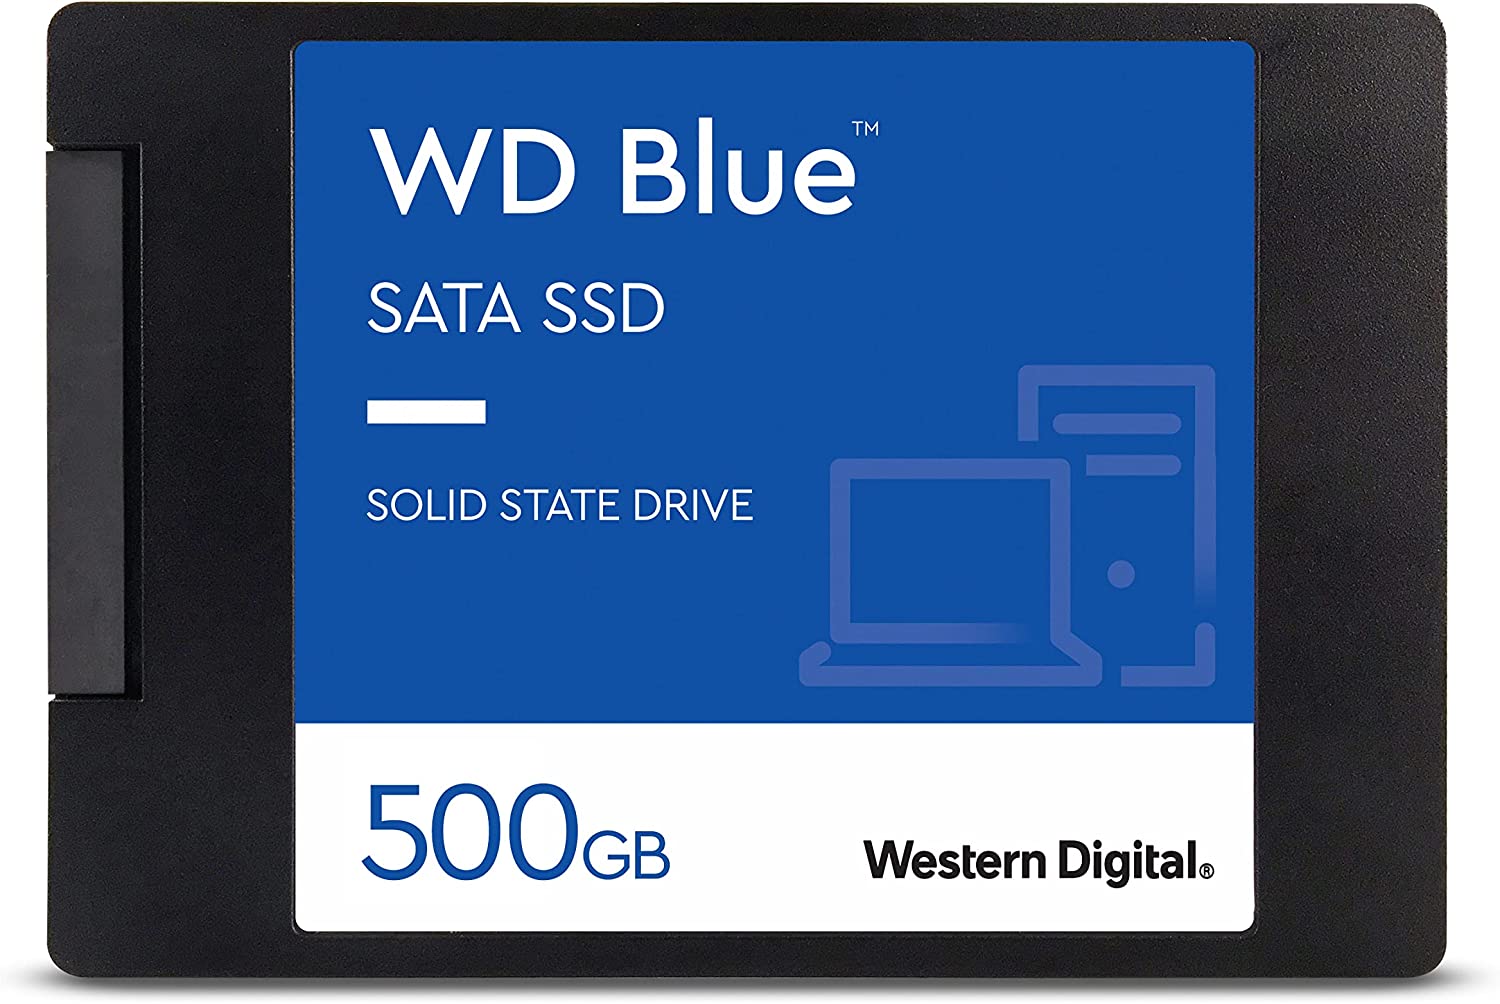 WD Blue™
SATA SSD
SOLID STATE DRIVE
500GB
Western Digital®